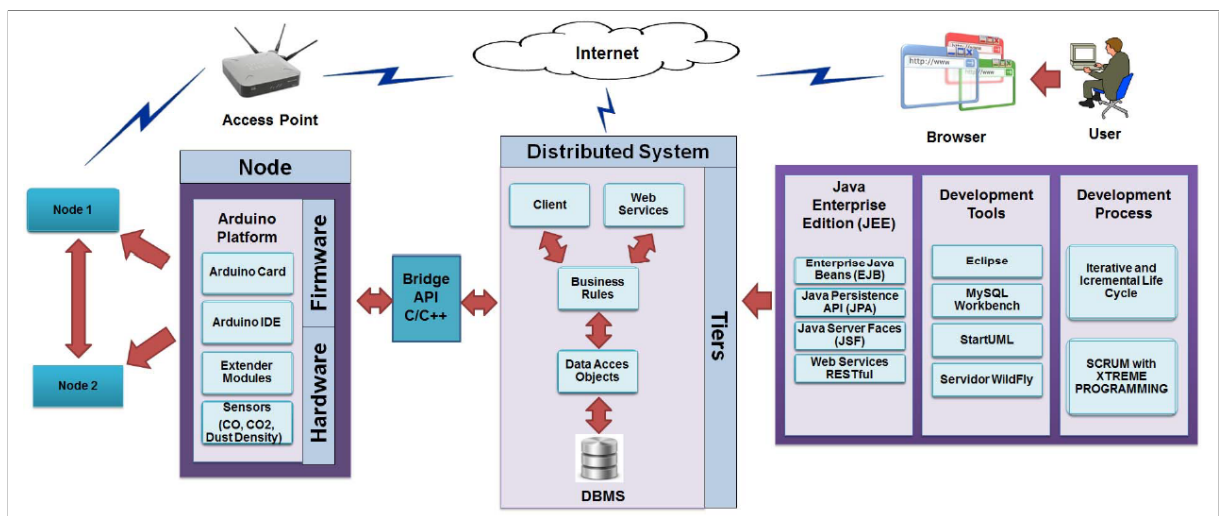 Internet
http://www
http://www
http://www
Access Point
Browser
User
Node
Distributed System
Node 1
Node 2
Arduino
Platform
Arduino Card
Arduino IDE
Extender
Modules
Sensors
(CO, CO2,
Dust Density)
Firmware
Hardware
Bridge
API
C/C++
Client
Web
Services
Business
Rules
Data Acces
Objects
DBMS
Tiers
Java
Enterprise
Edition (JEE)
Enterprise Java
Beans (EJB)
Java Persistence
API (JPA)
Java Server Faces
(JSF)
Web Services
RESTful
Development
Tools
Eclipse
MySQL
Workbench
StartUML
Servidor WildFly
Development
Process
Iterative and
Icremental Life
Cycle
SCRUM with
XTREME
PROGRAMMING